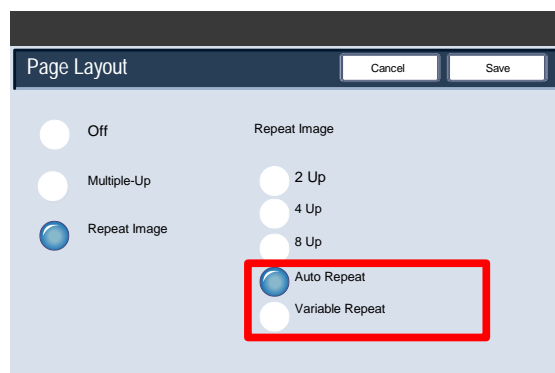 Page Layout
Cancel
Save
Off
Multiple-Up
Repeat Image
Repeat Image
2 Up
4 Up
8 Up
Auto Repeat
Variable Repeat